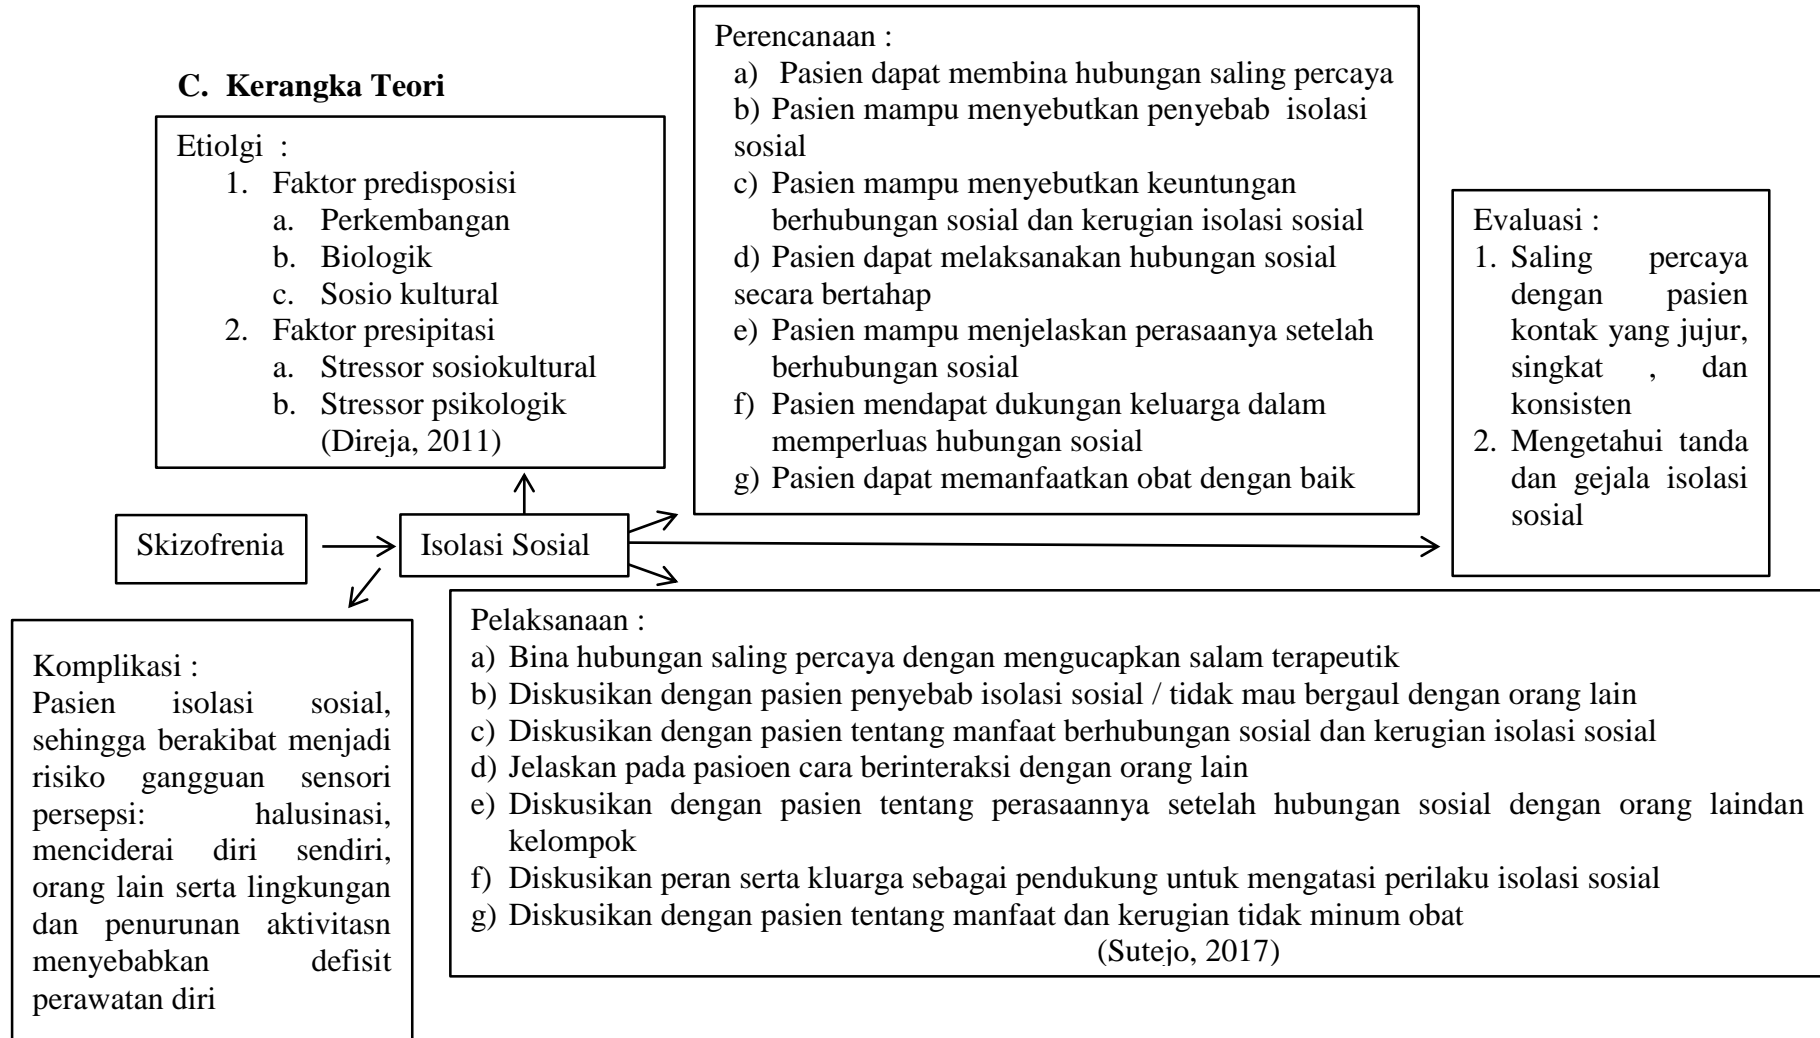 C. Kerangka Teori
Etiolgi :
1. Faktor predisposisi
a. Perkembangan
b. Biologik
c. Sosio kultural
2. Faktor presipitasi
a. Stressor sosiokultural
b. Stressor psikologik
(Direja, 2011)
Perencanaan :
a) Pasien dapat membina hubungan saling percaya
b) Pasien mampu menyebutkan penyebab isolasi
sosial
c) Pasien mampu menyebutkan keuntungan
berhubungan sosial dan kerugian isolasi sosial
d) Pasien dapat melaksanakan hubungan sosial
secara bertahap
e) Pasien mampu menjelaskan perasaanya setelah
berhubungan sosial
f) Pasien mendapat dukungan keluarga dalam
memperluas hubungan sosial
g) Pasien dapat memanfaatkan obat dengan baik
Evaluasi :
1. Saling percaya
dengan pasien
kontak yang jujur,
singkat , dan
konsisten
2. Mengetahui tanda
dan gejala isolasi
sosial
Skizofrenia
Isolasi Sosial
Komplikasi :
Pasien isolasi sosial,
sehingga berakibat menjadi
risiko gangguan sensori
persepsi: halusinasi,
menciderai diri sendiri,
orang lain serta lingkungan
dan penurunan aktivitasn
menyebabkan defisit
perawatan diri
Pelaksanaan :
a) Bina hubungan saling percaya dengan mengucapkan salam terapeutik
b) Diskusikan dengan pasien penyebab isolasi sosial / tidak mau bergaul dengan orang lain
c) Diskusikan dengan pasien tentang manfaat berhubungan sosial dan kerugian isolasi sosial
d) Jelaskan pada pasioen cara berinteraksi dengan orang lain
e) Diskusikan dengan pasien tentang perasaannya setelah hubungan sosial dengan orang laindan
kelompok
f) Diskusikan peran serta kluarga sebagai pendukung untuk mengatasi perilaku isolasi sosial
g) Diskusikan dengan pasien tentang manfaat dan kerugian tidak minum obat
(Sutejo, 2017)